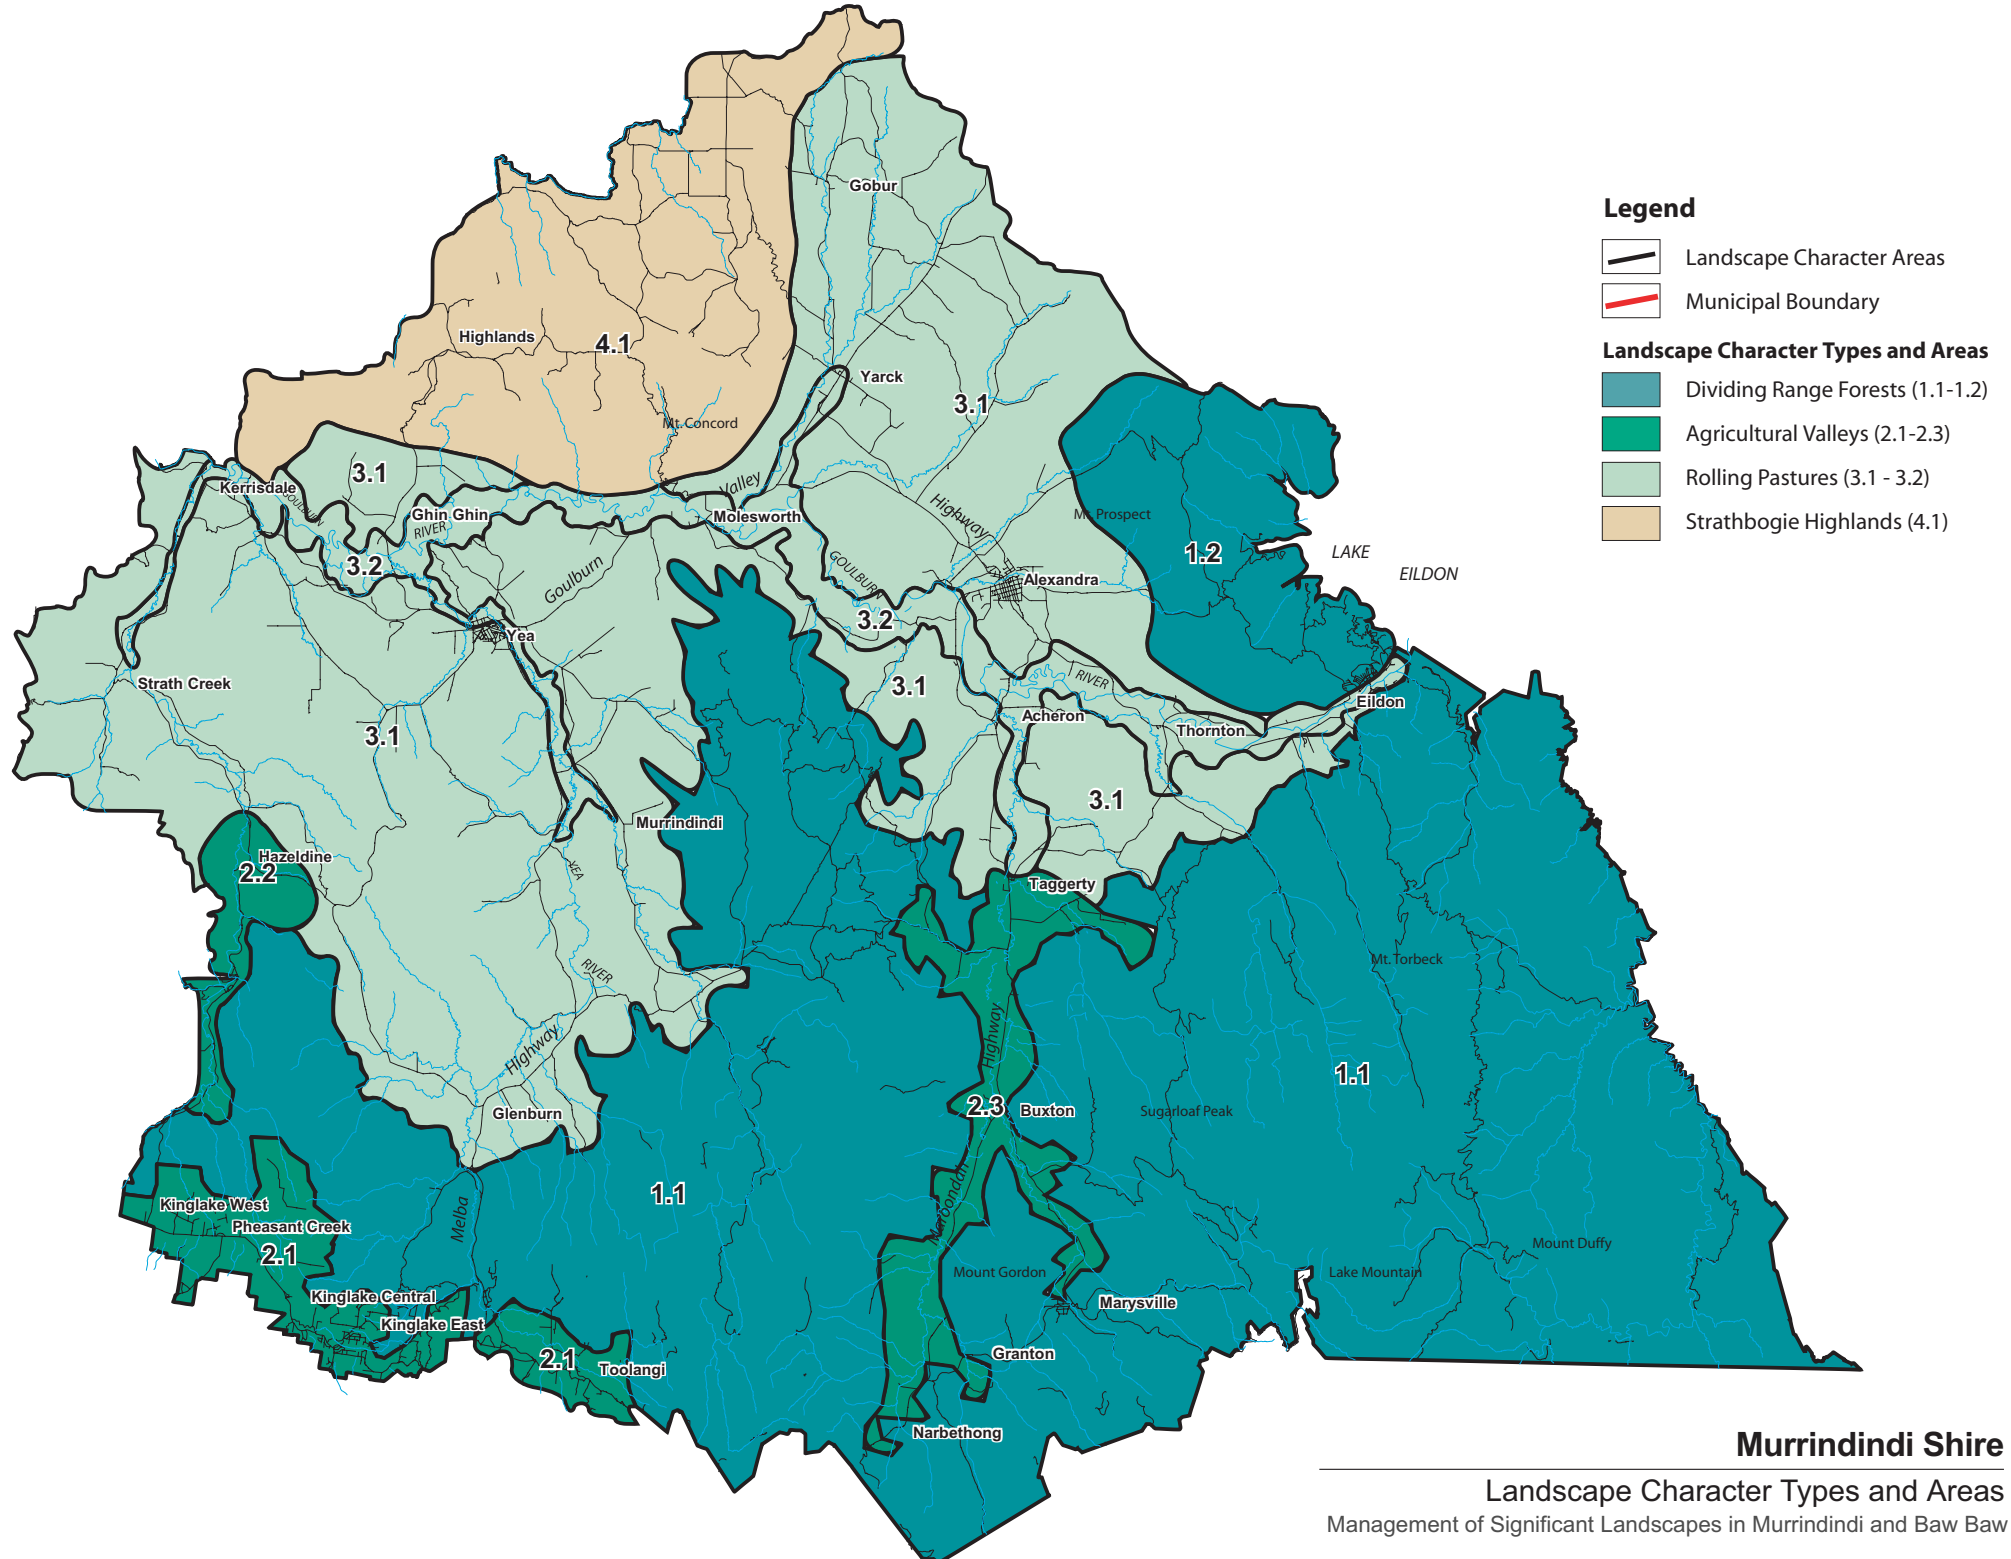 Gobur
Legend
Landscape Character Areas
Municipal Boundary
Landscape Character Types and Areas
Dividing Range Forests (1.1-1.2)
Agricultural Valleys (2.1-2.3)
Rolling Pastures (3.1 - 3.2)
Strathbogie Highlands (4.1)
Highlands
4.1
Yarck
3.1
Mt. Concord
3.1
Valley
Kerrisdale
GOULBURN
Ghin Ghin
RIVER
Molesworth
Highway
Mt. Prospect
1.2
LAKE
EILDON
3.2
Goulburn
GOULBURN
Alexandra
3.2
Yea
Strath Creek
3.1
3.1
RIVER
Eildon
Acheron
Thornton
3.1
Murrindindi
Hazeldine
2.2
YEA
Taggerty
Mt. Torbeck
RIVER
Highway
Highway
1.1
Glenburn
2.3
Buxton
Sugarloaf Peak
Kinglake West
Pheasant Creek
2.1
Melba
1.1
Maroondah
Mount Duffy
Mount Gordon
Lake Mountain
Kinglake Central
Kinglake East
Marysville
2.1
Toolangi
Granton
Narbethong
Murrindindi Shire
Landscape Character Types and Areas
Management of Significant Landscapes in Murrindindi and Baw Baw